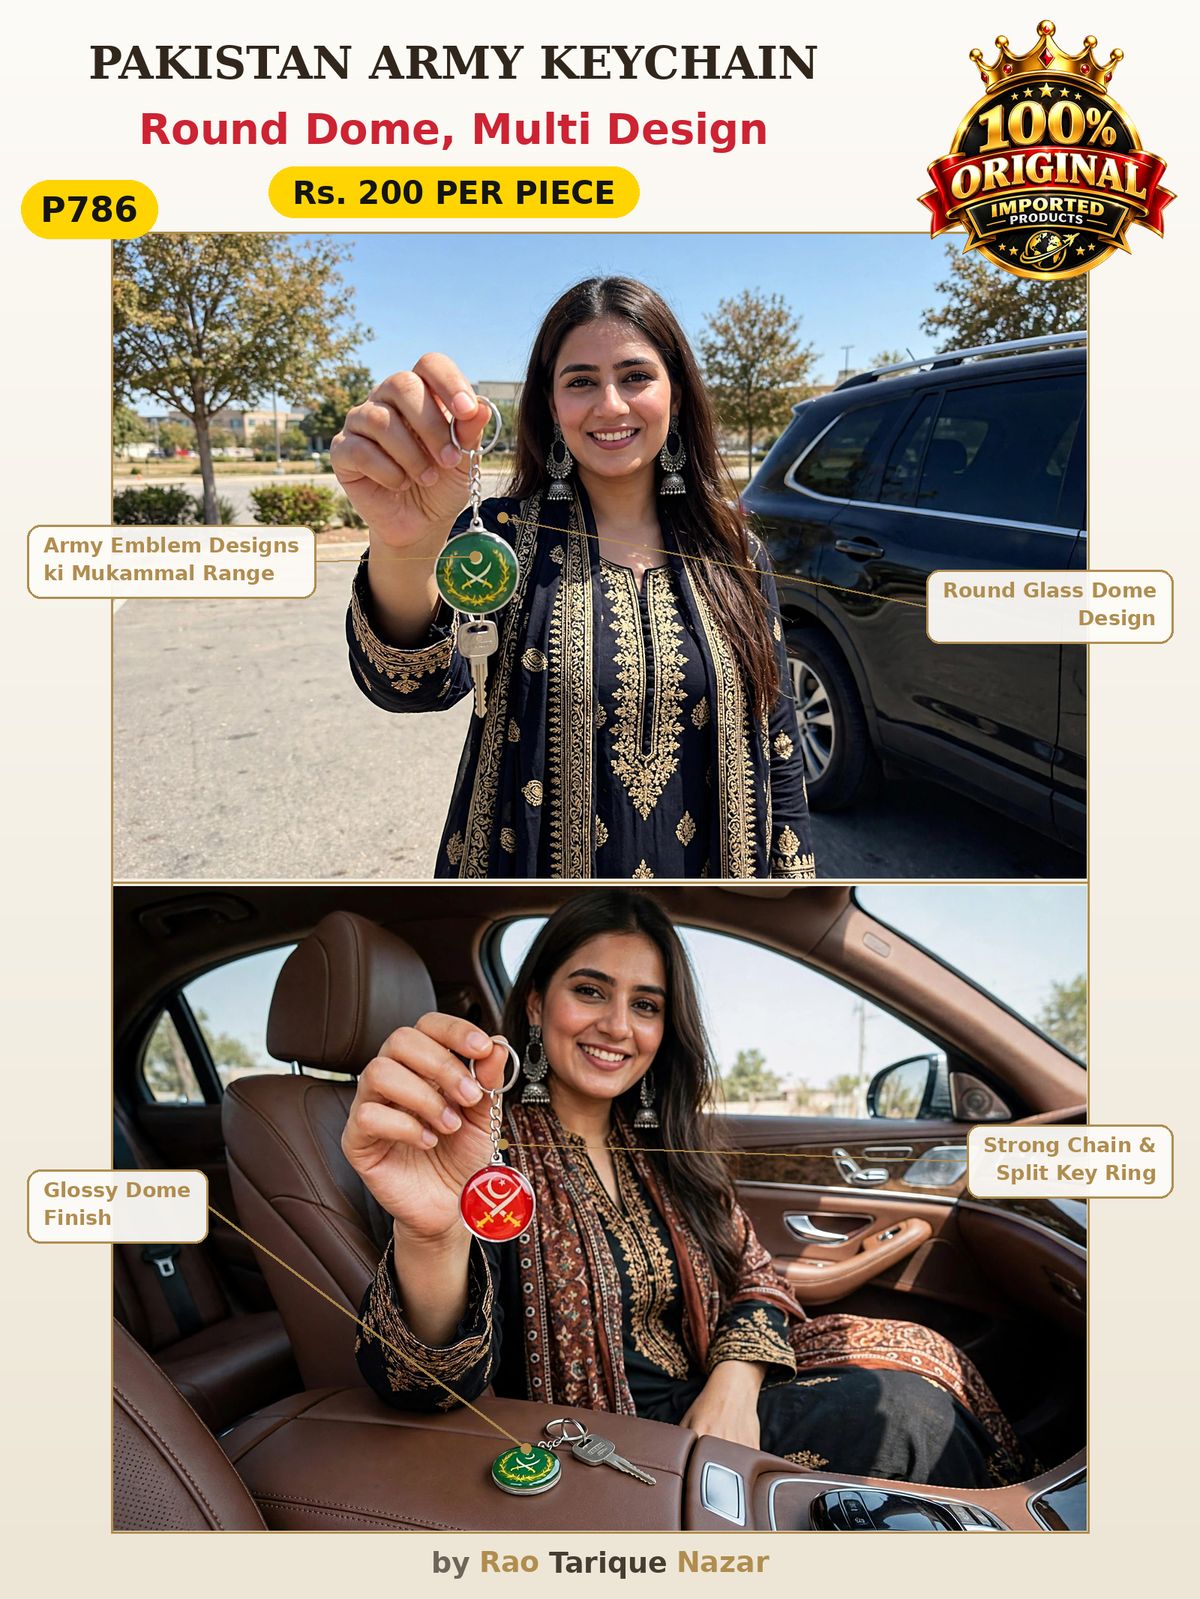 PAKISTAN ARMY KEYCHAIN
Round Dome, Multi Design
Rs. 200 PER PIECE
P786
100%
ORIGINAL
IMPORTED
PRODUCTS
Army Emblem Designs
ki Mukammal Range
Round Glass Dome
Design
Strong Chain &
Split Key Ring
Glossy Dome
Finish
by Rao Tarique Nazar